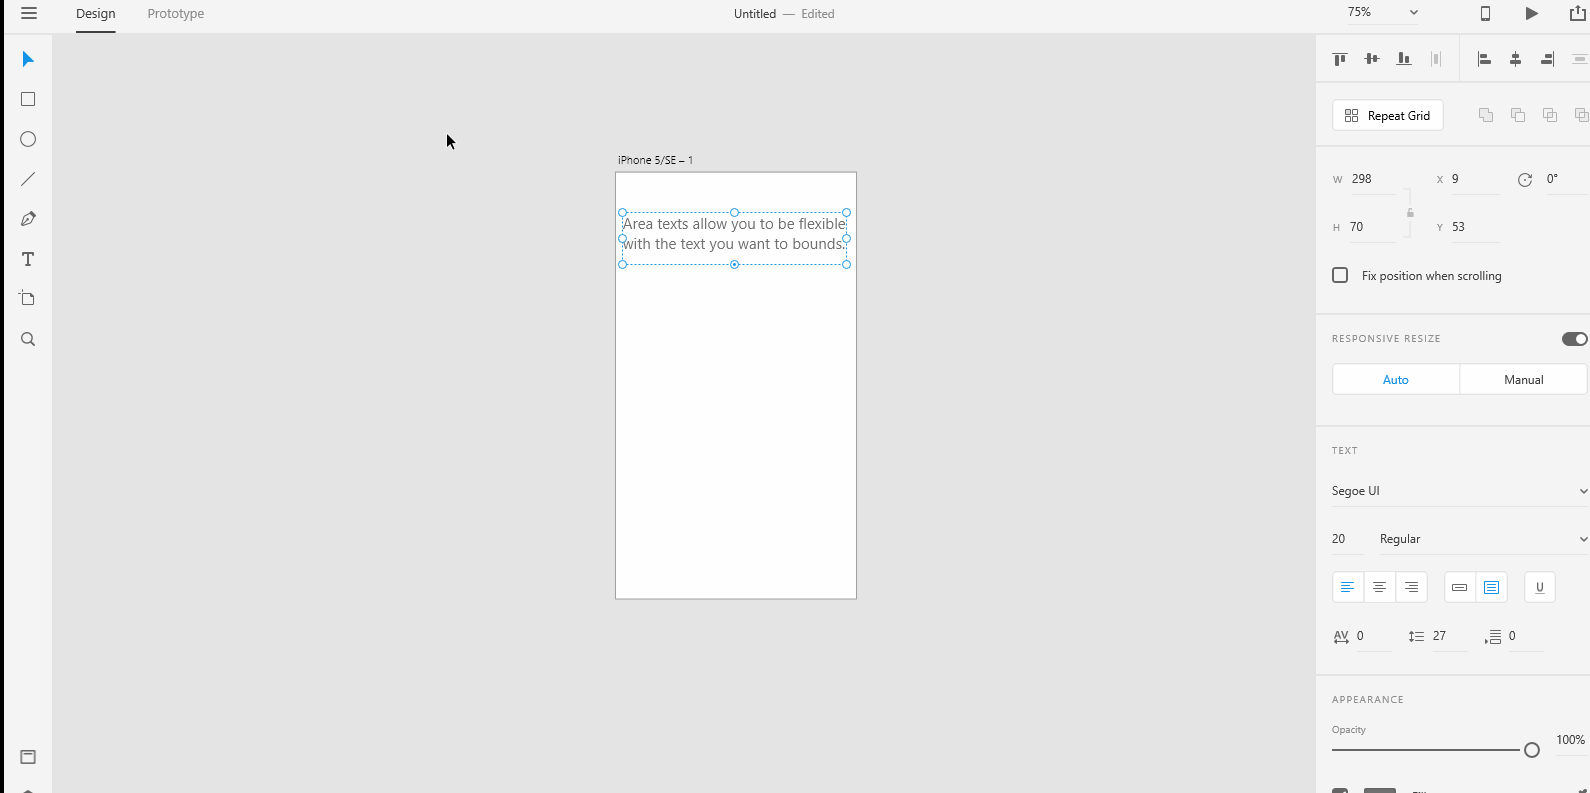 Design Prototype Untitled — Edited 75%
iPhone 5/SE – 1
Area texts allow you to be flexible
with the text you want to bounds.
Repeat Grid
W 298 X 9 0°
H 70 Y 53
Fix position when scrolling
RESPONSIVE RESIZE
Auto Manual
TEXT
Segoe UI
20 Regular
U
AV 0 27 0
APPEARANCE
Opacity
100%